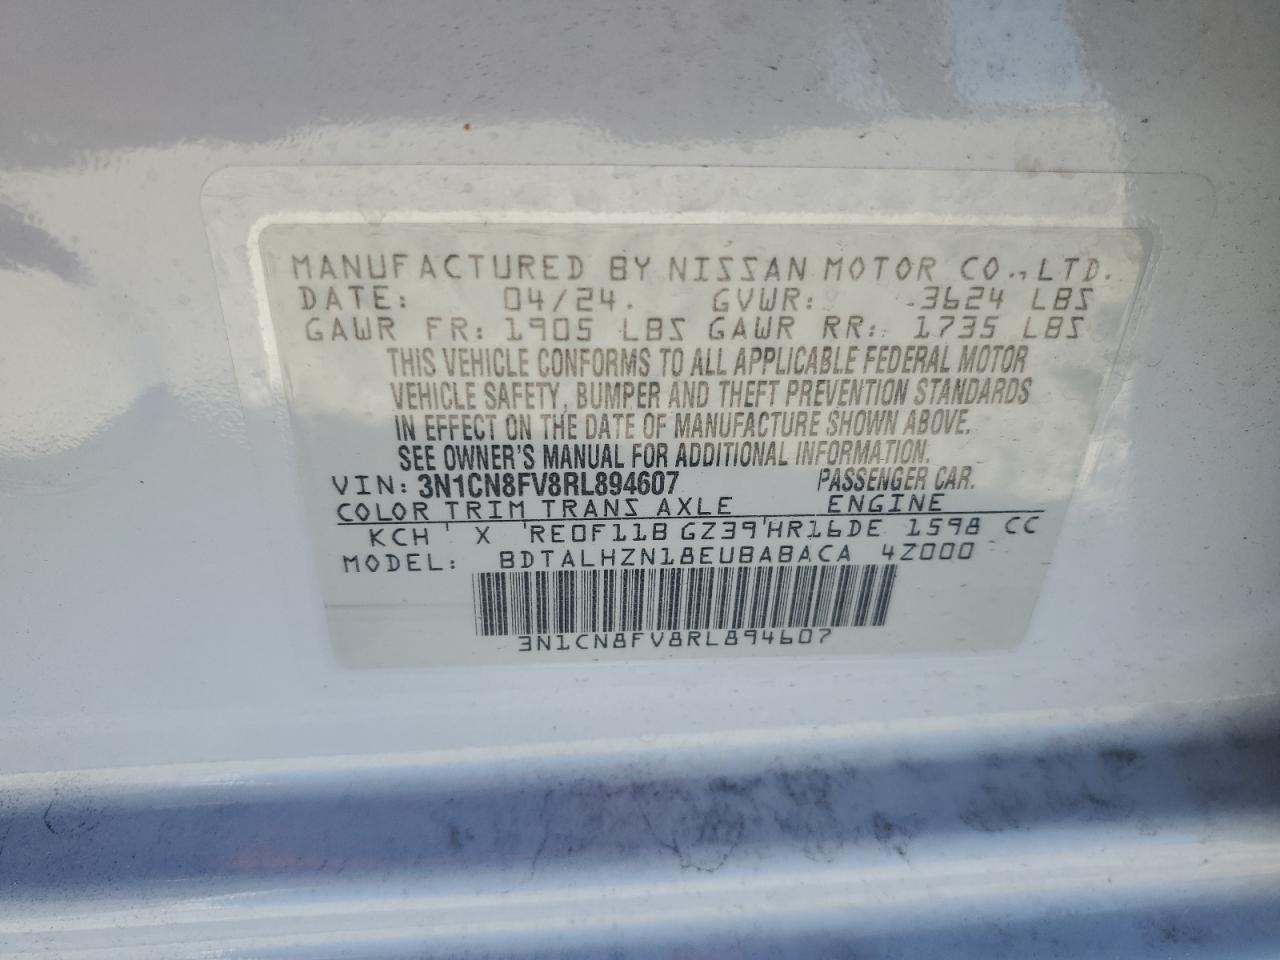 MANUFACTURED BY NISSAN MOTOR CO., LTD.
DATE: 04/24. GVWR: 3624 LBS
GAWR FR: 1905 LBS GAWR RR: 1735 LBS
THIS VEHICLE CONFORMS TO ALL APPLICABLE FEDERAL MOTOR
VEHICLE SAFETY, BUMPER AND THEFT PREVENTION STANDARDS
IN EFFECT ON THE DATE OF MANUFACTURE SHOWN ABOVE.
SEE OWNER'S MANUAL FOR ADDITIONAL INFORMATION.
VIN: 3N1CN8FV8RL894607 PASSENGER CAR.
COLOR TRIM TRANS AXLE ENGINE
KCH X RE0F11B GZ39 HR16DE 1598 CC
MODEL: BDTALHZN18EUBABACA 4Z000
3N1CN8FV8RL894607